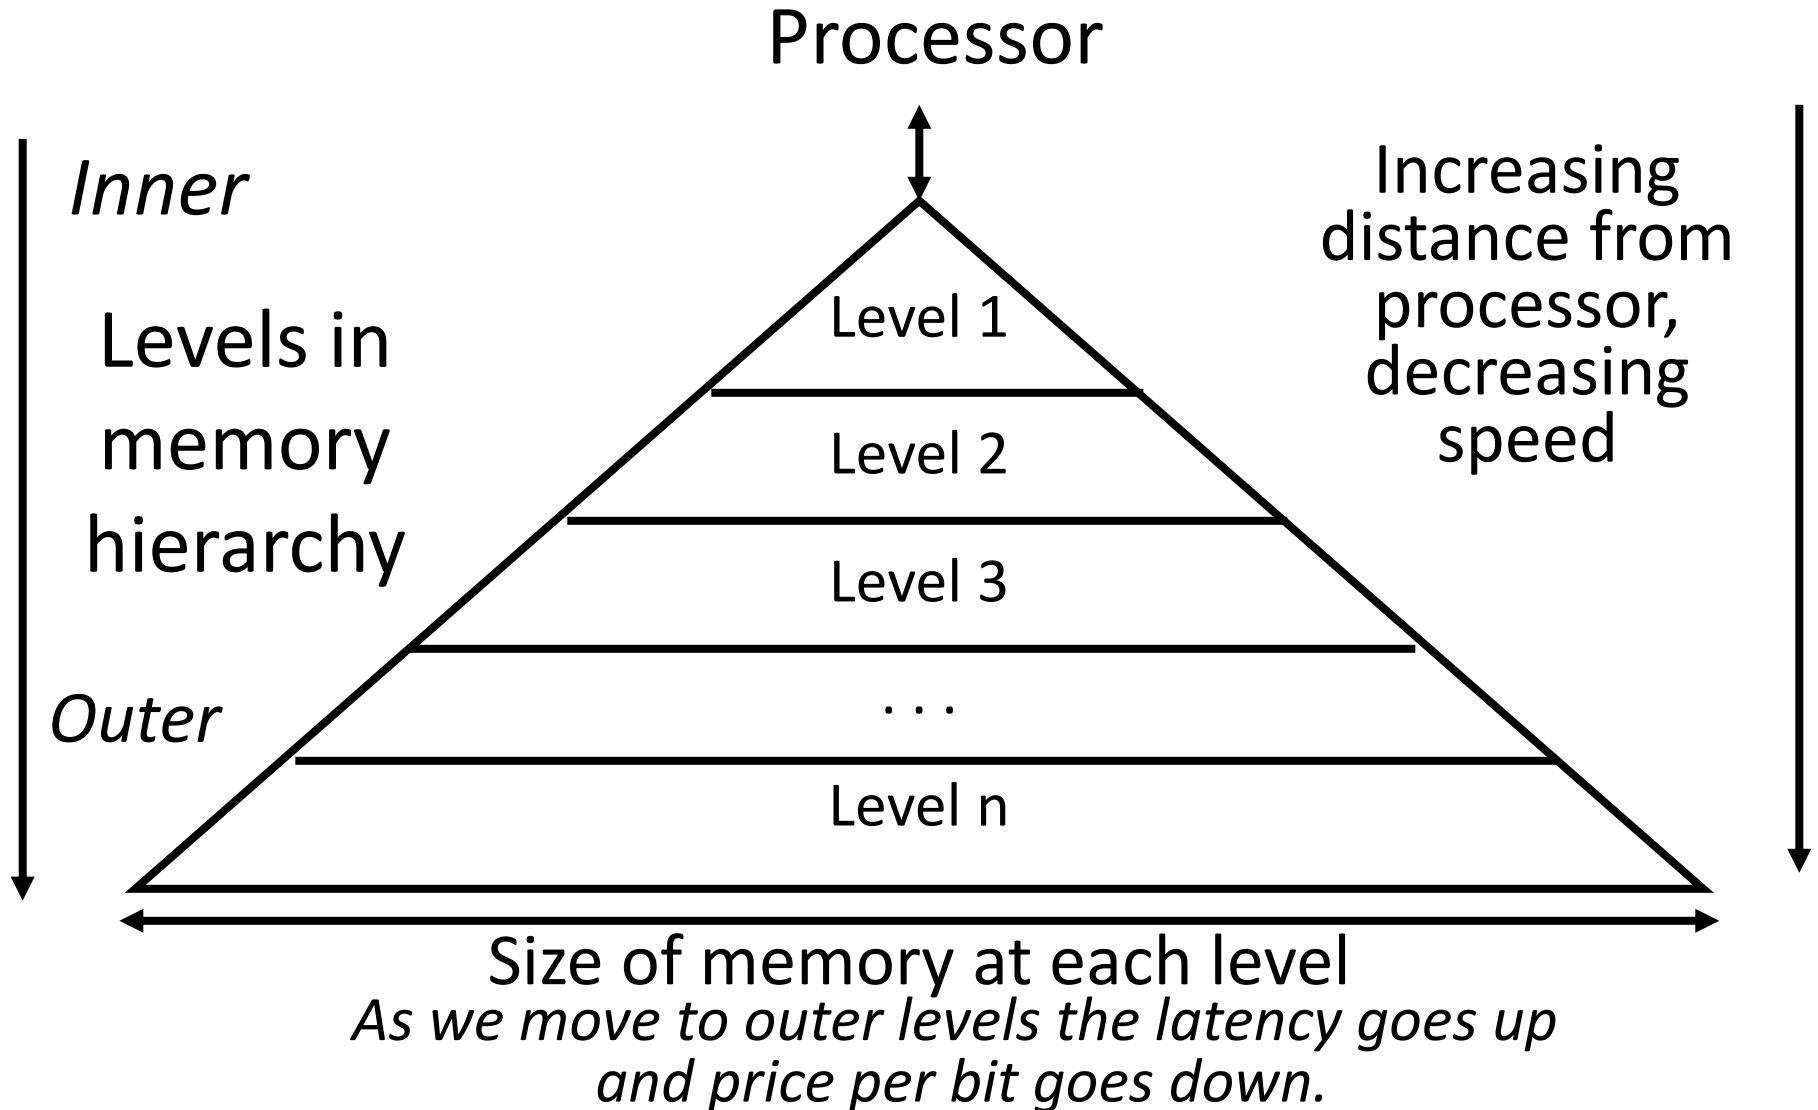 Processor
Inner
Levels in
memory
hierarchy
Outer
Level 1
Level 2
Level 3
. . .
Level n
Increasing
distance from
processor,
decreasing
speed
Size of memory at each level
As we move to outer levels the latency goes up
and price per bit goes down.